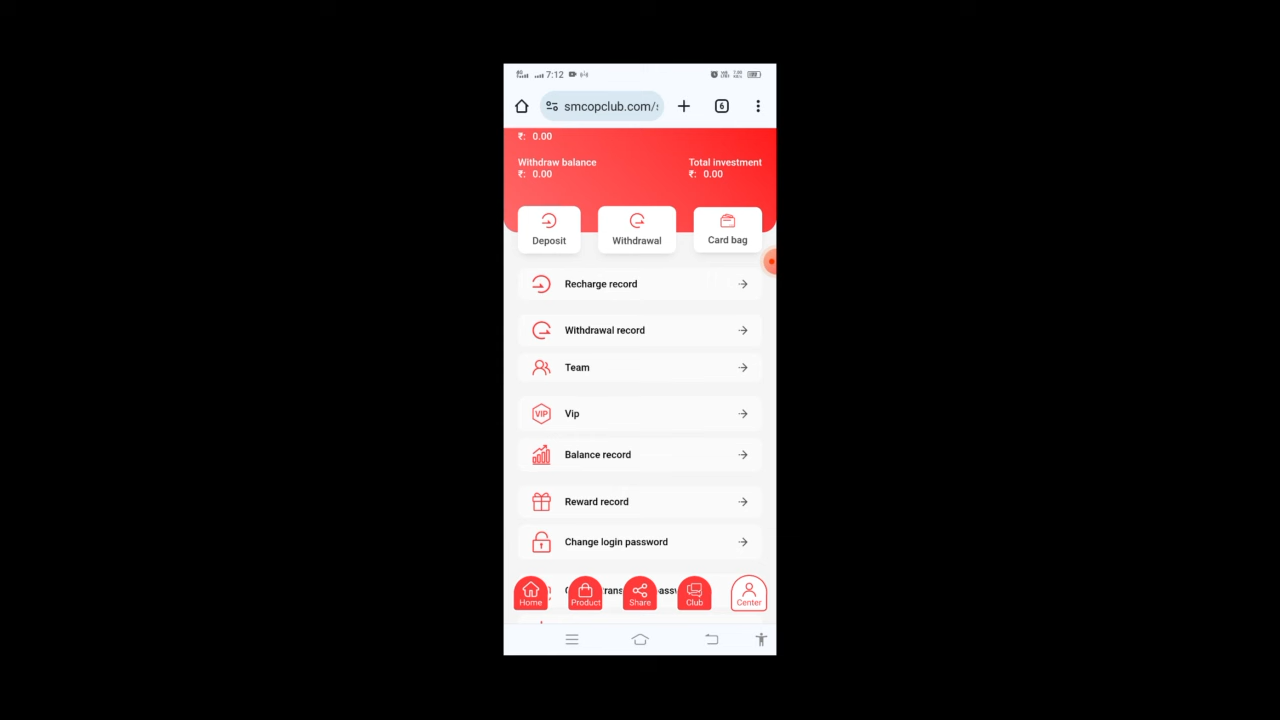 7:12
smcopclub.com/s
6
₹: 0.00
Withdraw balance
Total investment
₹: 0.00
₹: 0.00
Deposit
Withdrawal
Card bag
Recharge record
Withdrawal record
Team
VIP Vip
Balance record
Reward record
Change login password
Home
Product
Share
Club
Center